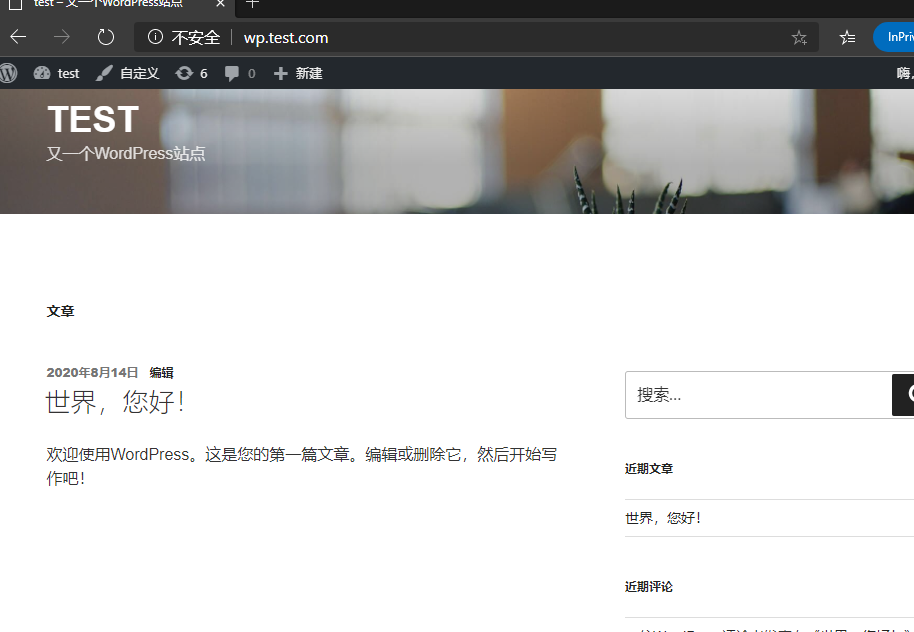 test – 又一个WordPress站点
不安全 wp.test.com
test 自定义 6 0 新建 嗨,
TEST
又一个WordPress站点
文章
2020年8月14日 编辑
世界，您好！
欢迎使用WordPress。这是您的第一篇文章。编辑或删除它，然后开始写
作吧！
搜索…
近期文章
世界，您好！
近期评论